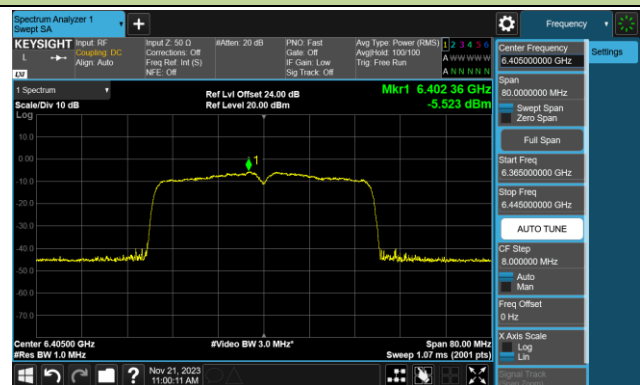 Spectrum Analyzer 1
Swept SA
Frequency
KEYSIGHT
Input: RF
Coupling: DC
Align: Auto
Input Z: 50 Ω
Corrections: Off
Freq Ref: Int (S)
NFE: Off
#Atten: 20 dB
PNO: Fast
Gate: Off
IF Gain: Low
Sig Track: Off
Avg Type: Power (RMS)
Avg|Hold: 100/100
Trig: Free Run
1 2 3 4 5 6
A W W W W W
A N N N N N
L
LXI
Center Frequency
6.405000000 GHz
Settings
Span
80.0000000 MHz
Swept Span
Zero Span
Full Span
Start Freq
6.365000000 GHz
Stop Freq
6.445000000 GHz
AUTO TUNE
CF Step
8.000000 MHz
Auto
Man
Freq Offset
0 Hz
X Axis Scale
Log
Lin
Signal Track
1 Spectrum
Scale/Div 10 dB
Log
Ref Lvl Offset 24.00 dB
Ref Level 20.00 dBm
Mkr1 6.402 36 GHz
-5.523 dBm
10.0
0.00
-10.0
-20.0
-30.0
-40.0
-50.0
-60.0
-70.0
1
Center 6.40500 GHz
#Res BW 1.0 MHz
#Video BW 3.0 MHz*
Span 80.00 MHz
Sweep 1.07 ms (2001 pts)
Nov 21, 2023
11:00:11 AM